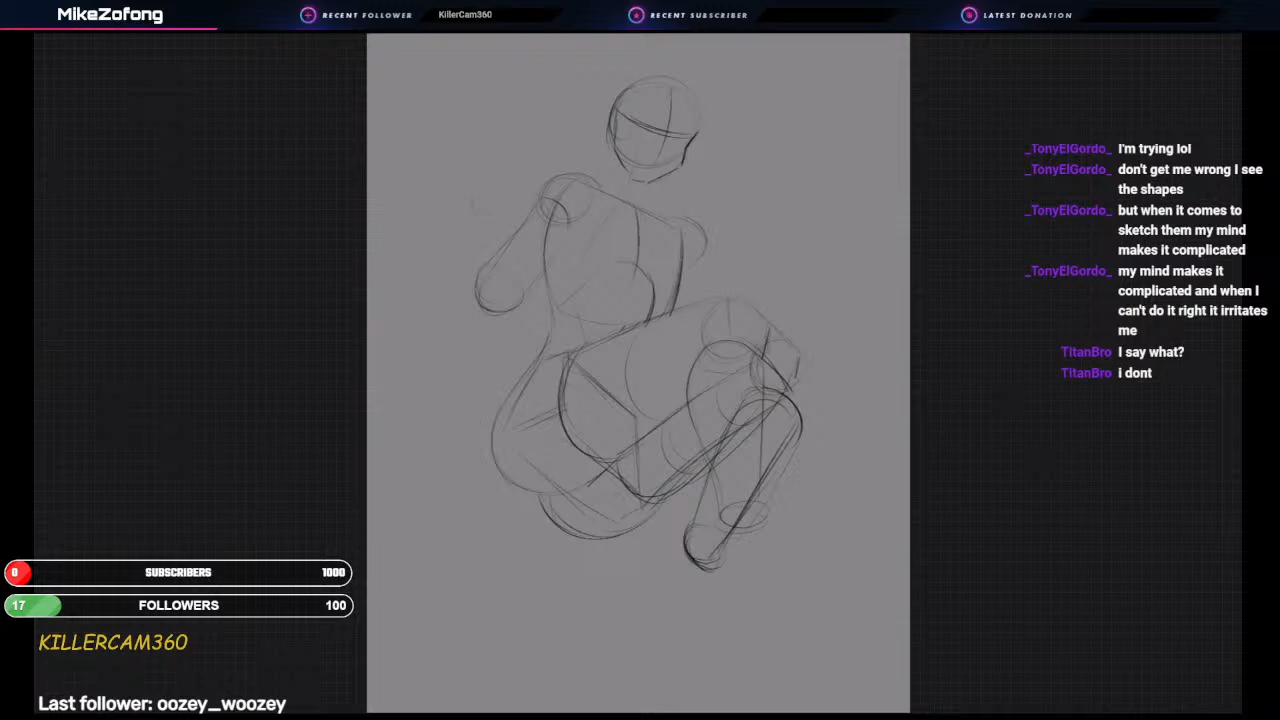 MikeZofong
RECENT FOLLOWER
KillerCam360
RECENT SUBSCRIBER
LATEST DONATION
_TonyElGordo_ I'm trying lol
_TonyElGordo_ don't get me wrong I see
the shapes
_TonyElGordo_ but when it comes to
sketch them my mind
makes it complicated
_TonyElGordo_ my mind makes it
complicated and when I
can't do it right it irritates
me
TItanBro I say what?
TItanBro i dont
0 SUBSCRIBERS 1000
17 FOLLOWERS 100
KILLERCAM360
Last follower: oozey_woozey